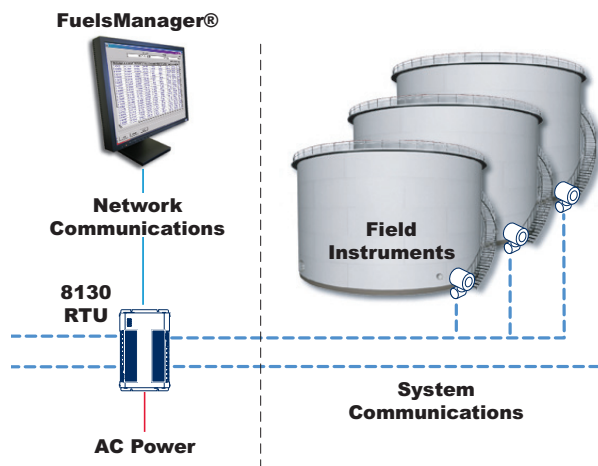 FuelsManager®
Network
Communications
8130
RTU
AC Power
Field
Instruments
System
Communications